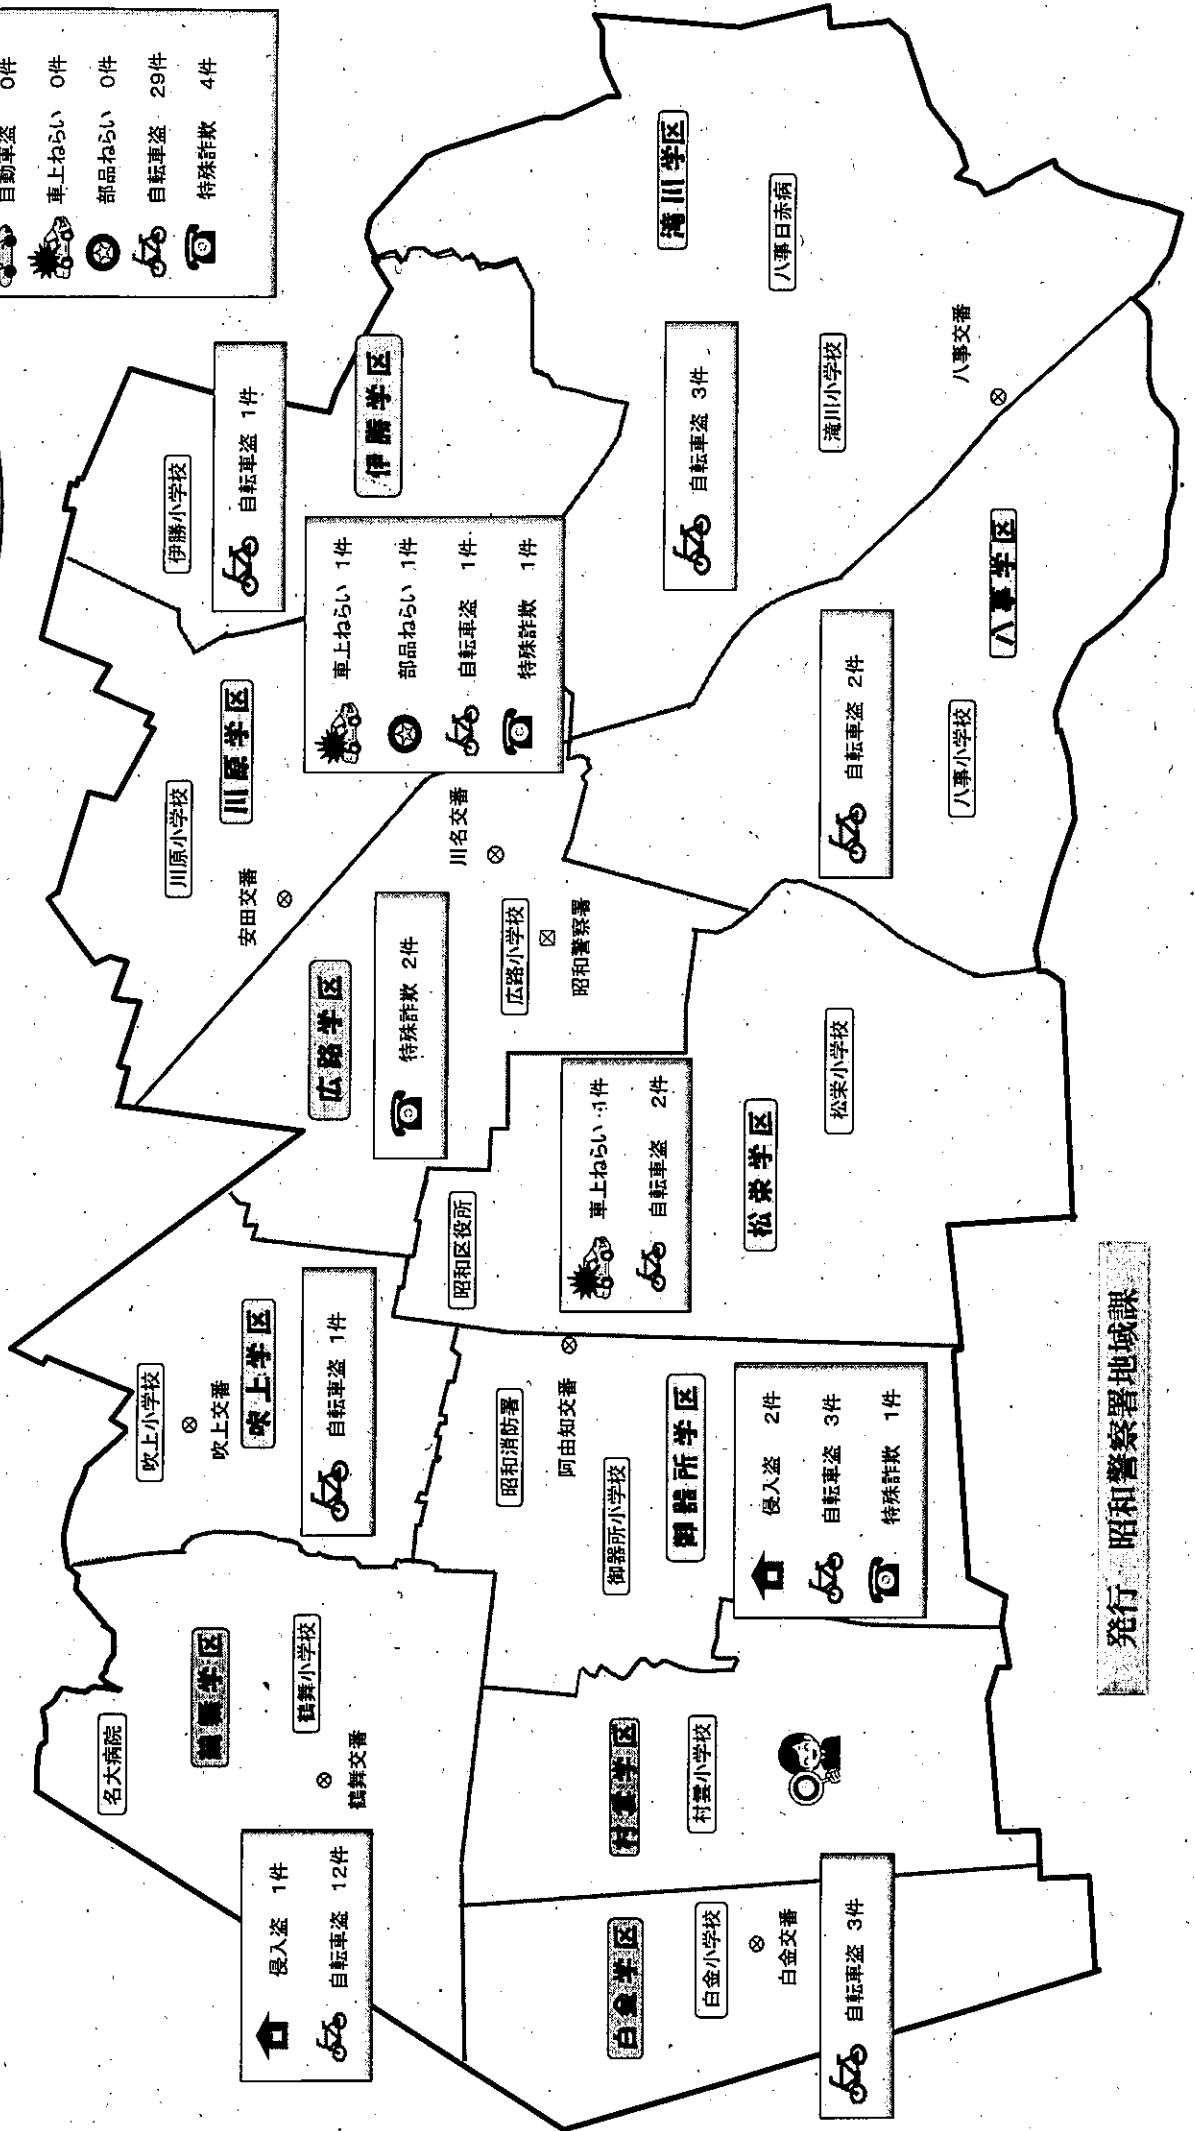 自動車盗 0件
車上ねらい 0件
部品ねらい 0件
自転車盗 29件
特殊詐欺 4件
名大病院
鶴舞学区
鶴舞小学校
鶴舞交番
侵入盗 1件
自転車盗 12件
吹上小学校
吹上交番
吹上学区
自転車盗 1件
川原小学校
川原学区
安田交番
車上ねらい 1件
部品ねらい 1件
自転車盗 1件
特殊詐欺 1件
伊勝小学校
自転車盗 1件
伊勝学区
広路学区
特殊詐欺 2件
川名交番
広路小学校
昭和警察署
昭和区役所
車上ねらい 1件
自転車盗 2件
松栄学区
松栄小学校
昭和消防署
阿由知交番
御器所小学校
御器所学区
侵入盗 2件
自転車盗 3件
特殊詐欺 1件
村雲学区
村雲小学校
白金学区
白金小学校
白金交番
自転車盗 3件
滝川学区
八事日赤病
自転車盗 3件
滝川小学校
八事交番
八事学区
自転車盗 2件
八事小学校
発行 昭和警察署地域課